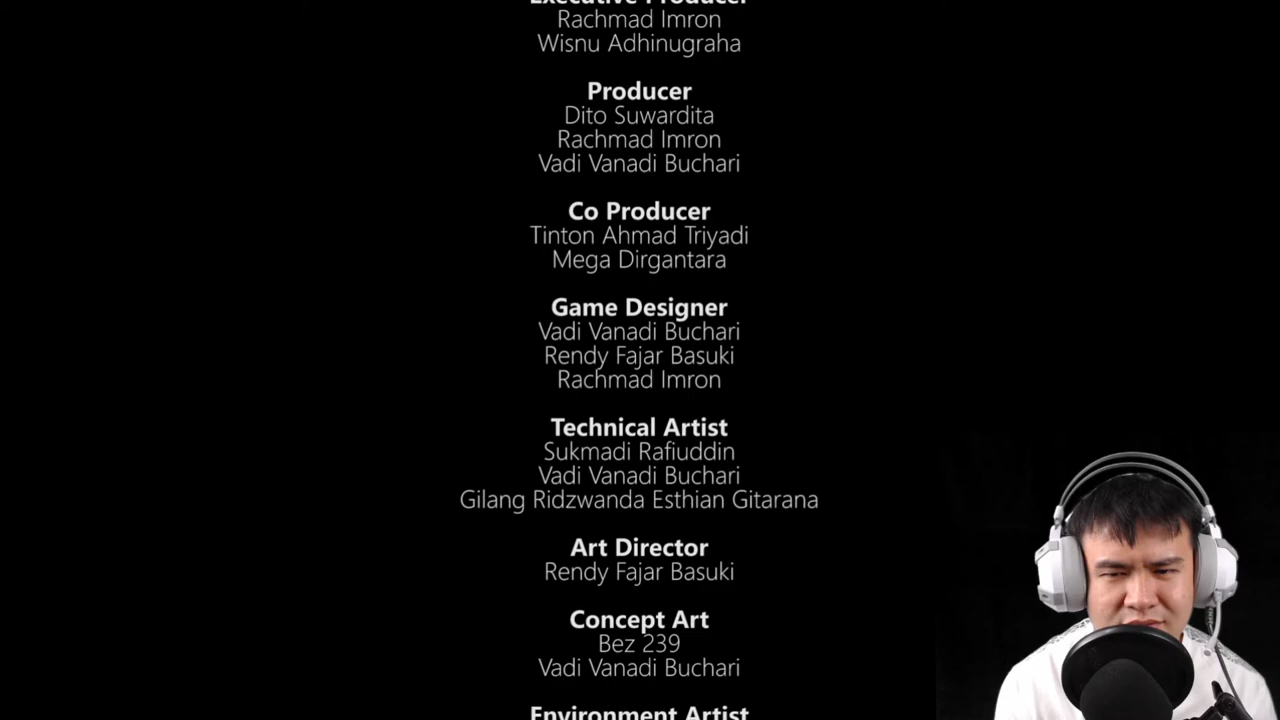 Executive Producer
Rachmad Imron
Wisnu Adhinugraha
Producer
Dito Suwardita
Rachmad Imron
Vadi Vanadi Buchari
Co Producer
Tinton Ahmad Triyadi
Mega Dirgantara
Game Designer
Vadi Vanadi Buchari
Rendy Fajar Basuki
Rachmad Imron
Technical Artist
Sukmadi Rafiuddin
Vadi Vanadi Buchari
Gilang Ridzwanda Esthian Gitarana
Art Director
Rendy Fajar Basuki
Concept Art
Bez 239
Vadi Vanadi Buchari
Environment Artist